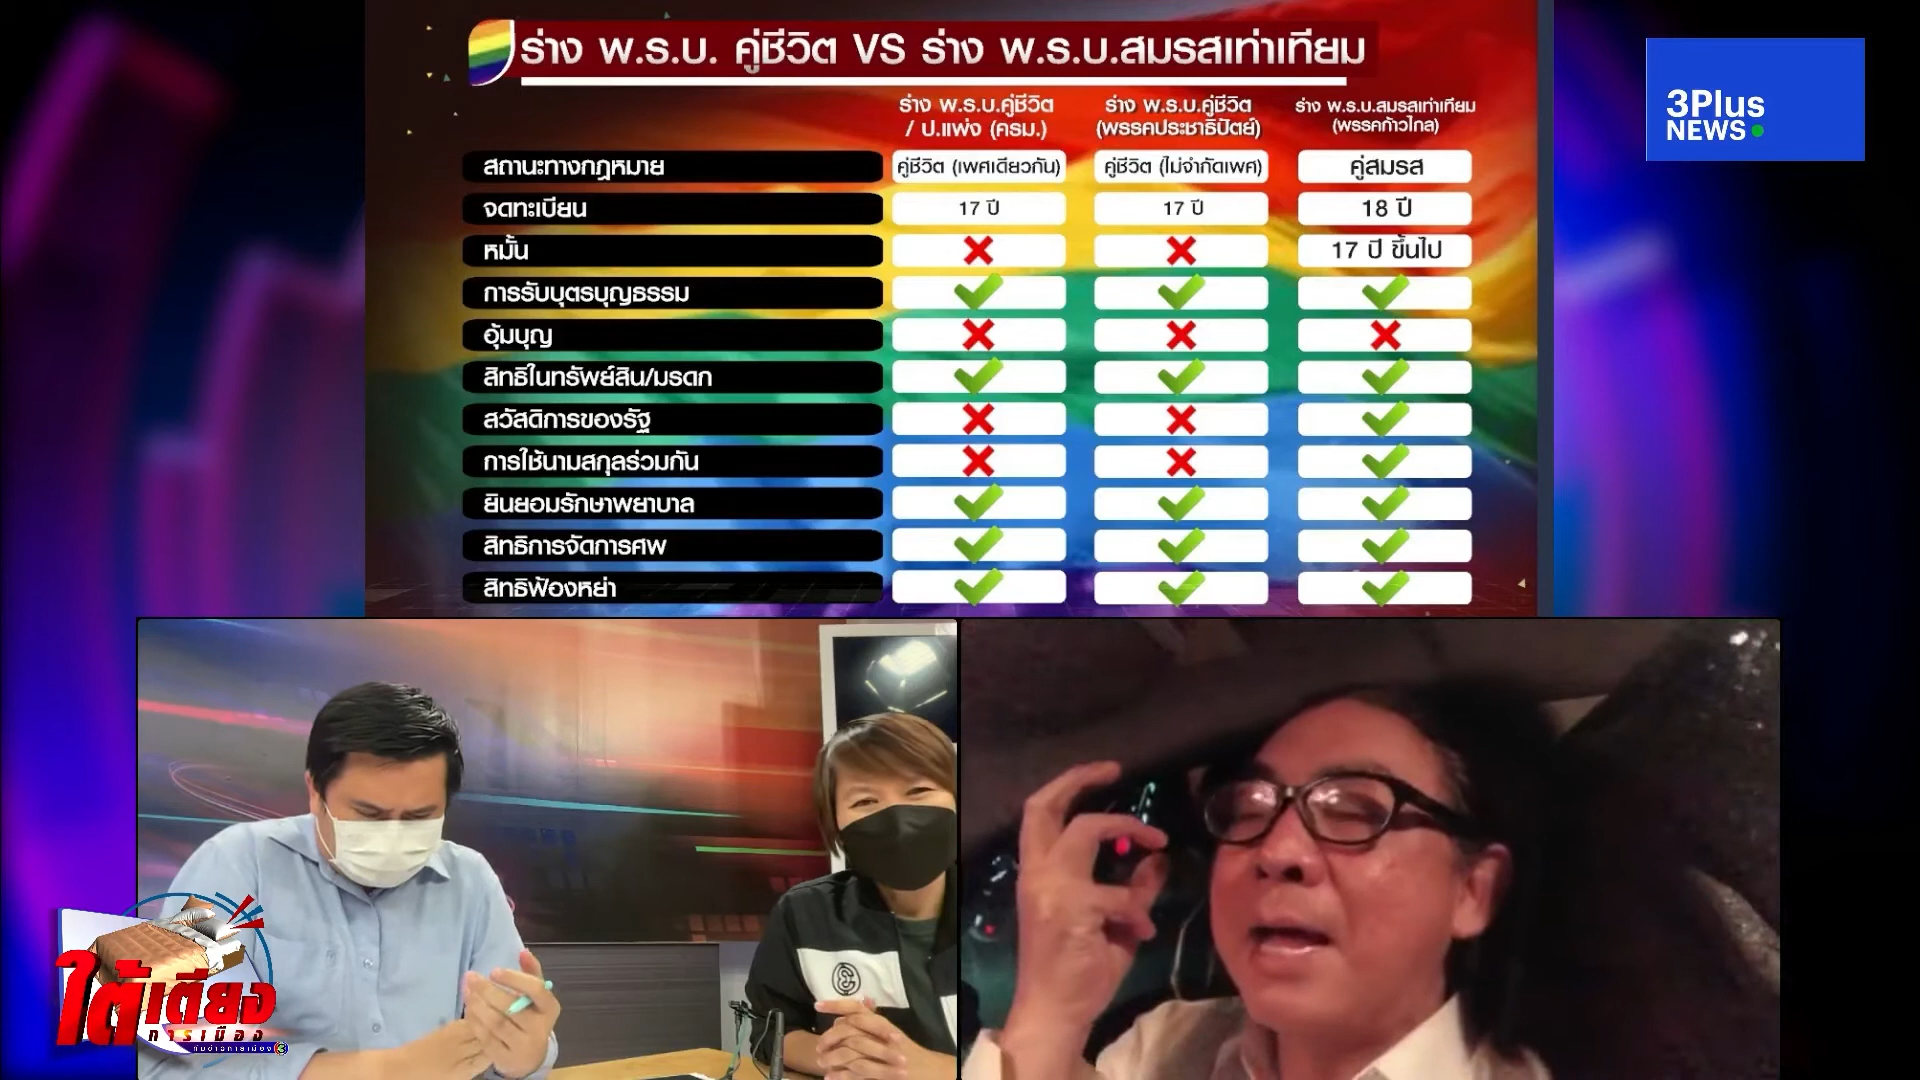 ร่าง พ.ร.บ. คู่ชีวิต VS ร่าง พ.ร.บ.สมรสเท่าเทียม
3Plus
NEWS
ร่าง พ.ร.บ.คู่ชีวิต
/ ป.แพ่ง (ครม.)
ร่าง พ.ร.บ.คู่ชีวิต
(พรรคประชาธิปัตย์)
ร่าง พ.ร.บ.สมรสเท่าเทียม
(พรรคก้าวไกล)
สถานะทางกฎหมาย คู่ชีวิต (เพศเดียวกัน) คู่ชีวิต (ไม่จำกัดเพศ) คู่สมรส
จดทะเบียน 17 ปี 17 ปี 18 ปี
หมั้น 17 ปี ขึ้นไป
การรับบุตรบุญธรรม
อุ้มบุญ
สิทธิในทรัพย์สิน/มรดก
สวัสดิการของรัฐ
การใช้นามสกุลร่วมกัน
ยินยอมรักษาพยาบาล
สิทธิการจัดการศพ
สิทธิฟ้องหย่า
ใต้เตียง
การเมือง
ทีมข่าวการเมือง 3